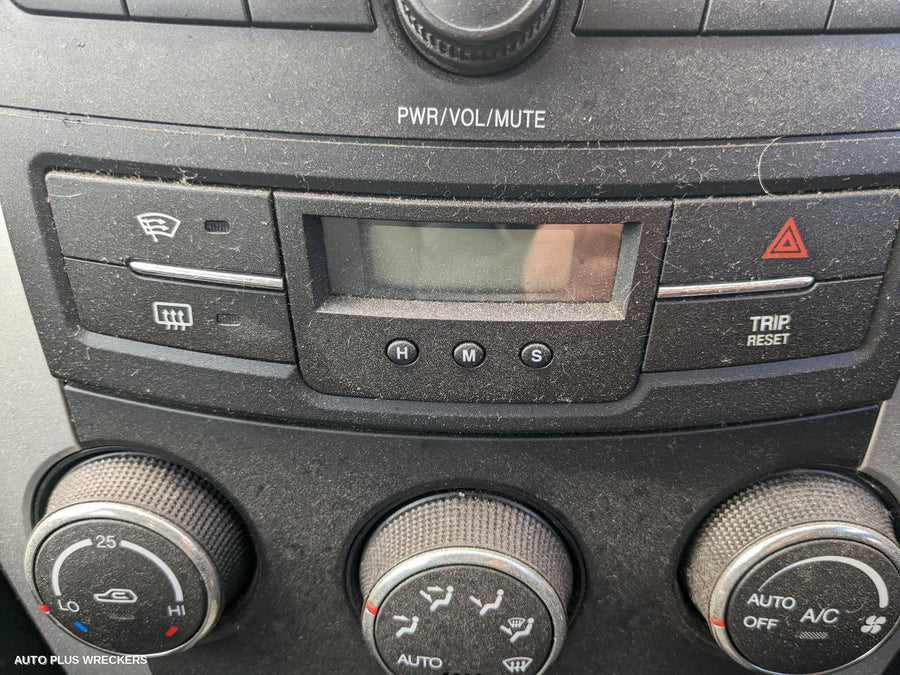 PWR/VOL/MUTE
H M S
TRIP
RESET
25
LO HI
AUTO
AUTO
OFF A/C
AUTO PLUS WRECKERS